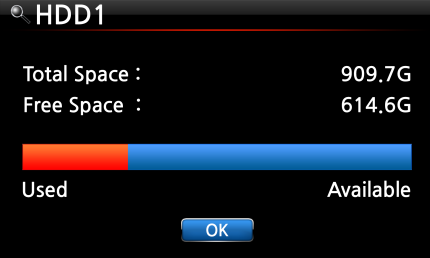 HDD1
Total Space : 909.7G
Free Space : 614.6G
Used Available
OK